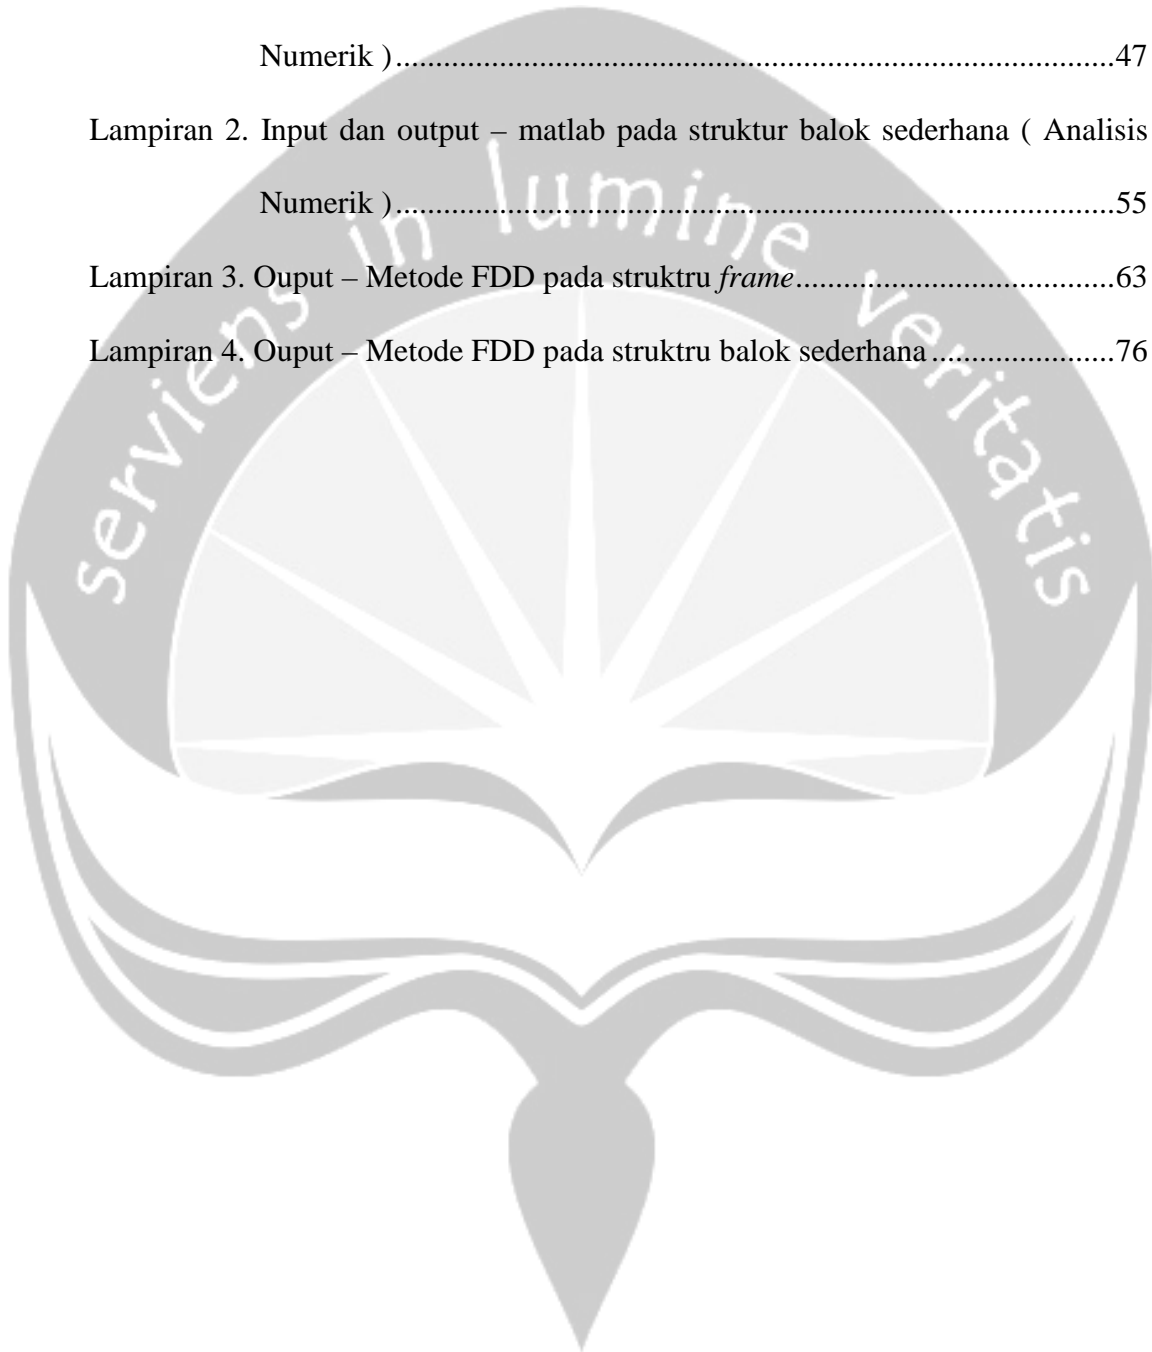 Numerik )..........................................................................................47
Lampiran 2. Input dan output – matlab pada struktur balok sederhana ( Analisis
Numerik )..........................................................................................55
Lampiran 3. Ouput – Metode FDD pada struktru frame........................................63
Lampiran 4. Ouput – Metode FDD pada struktru balok sederhana .......................76
serviens in lumine veritatis